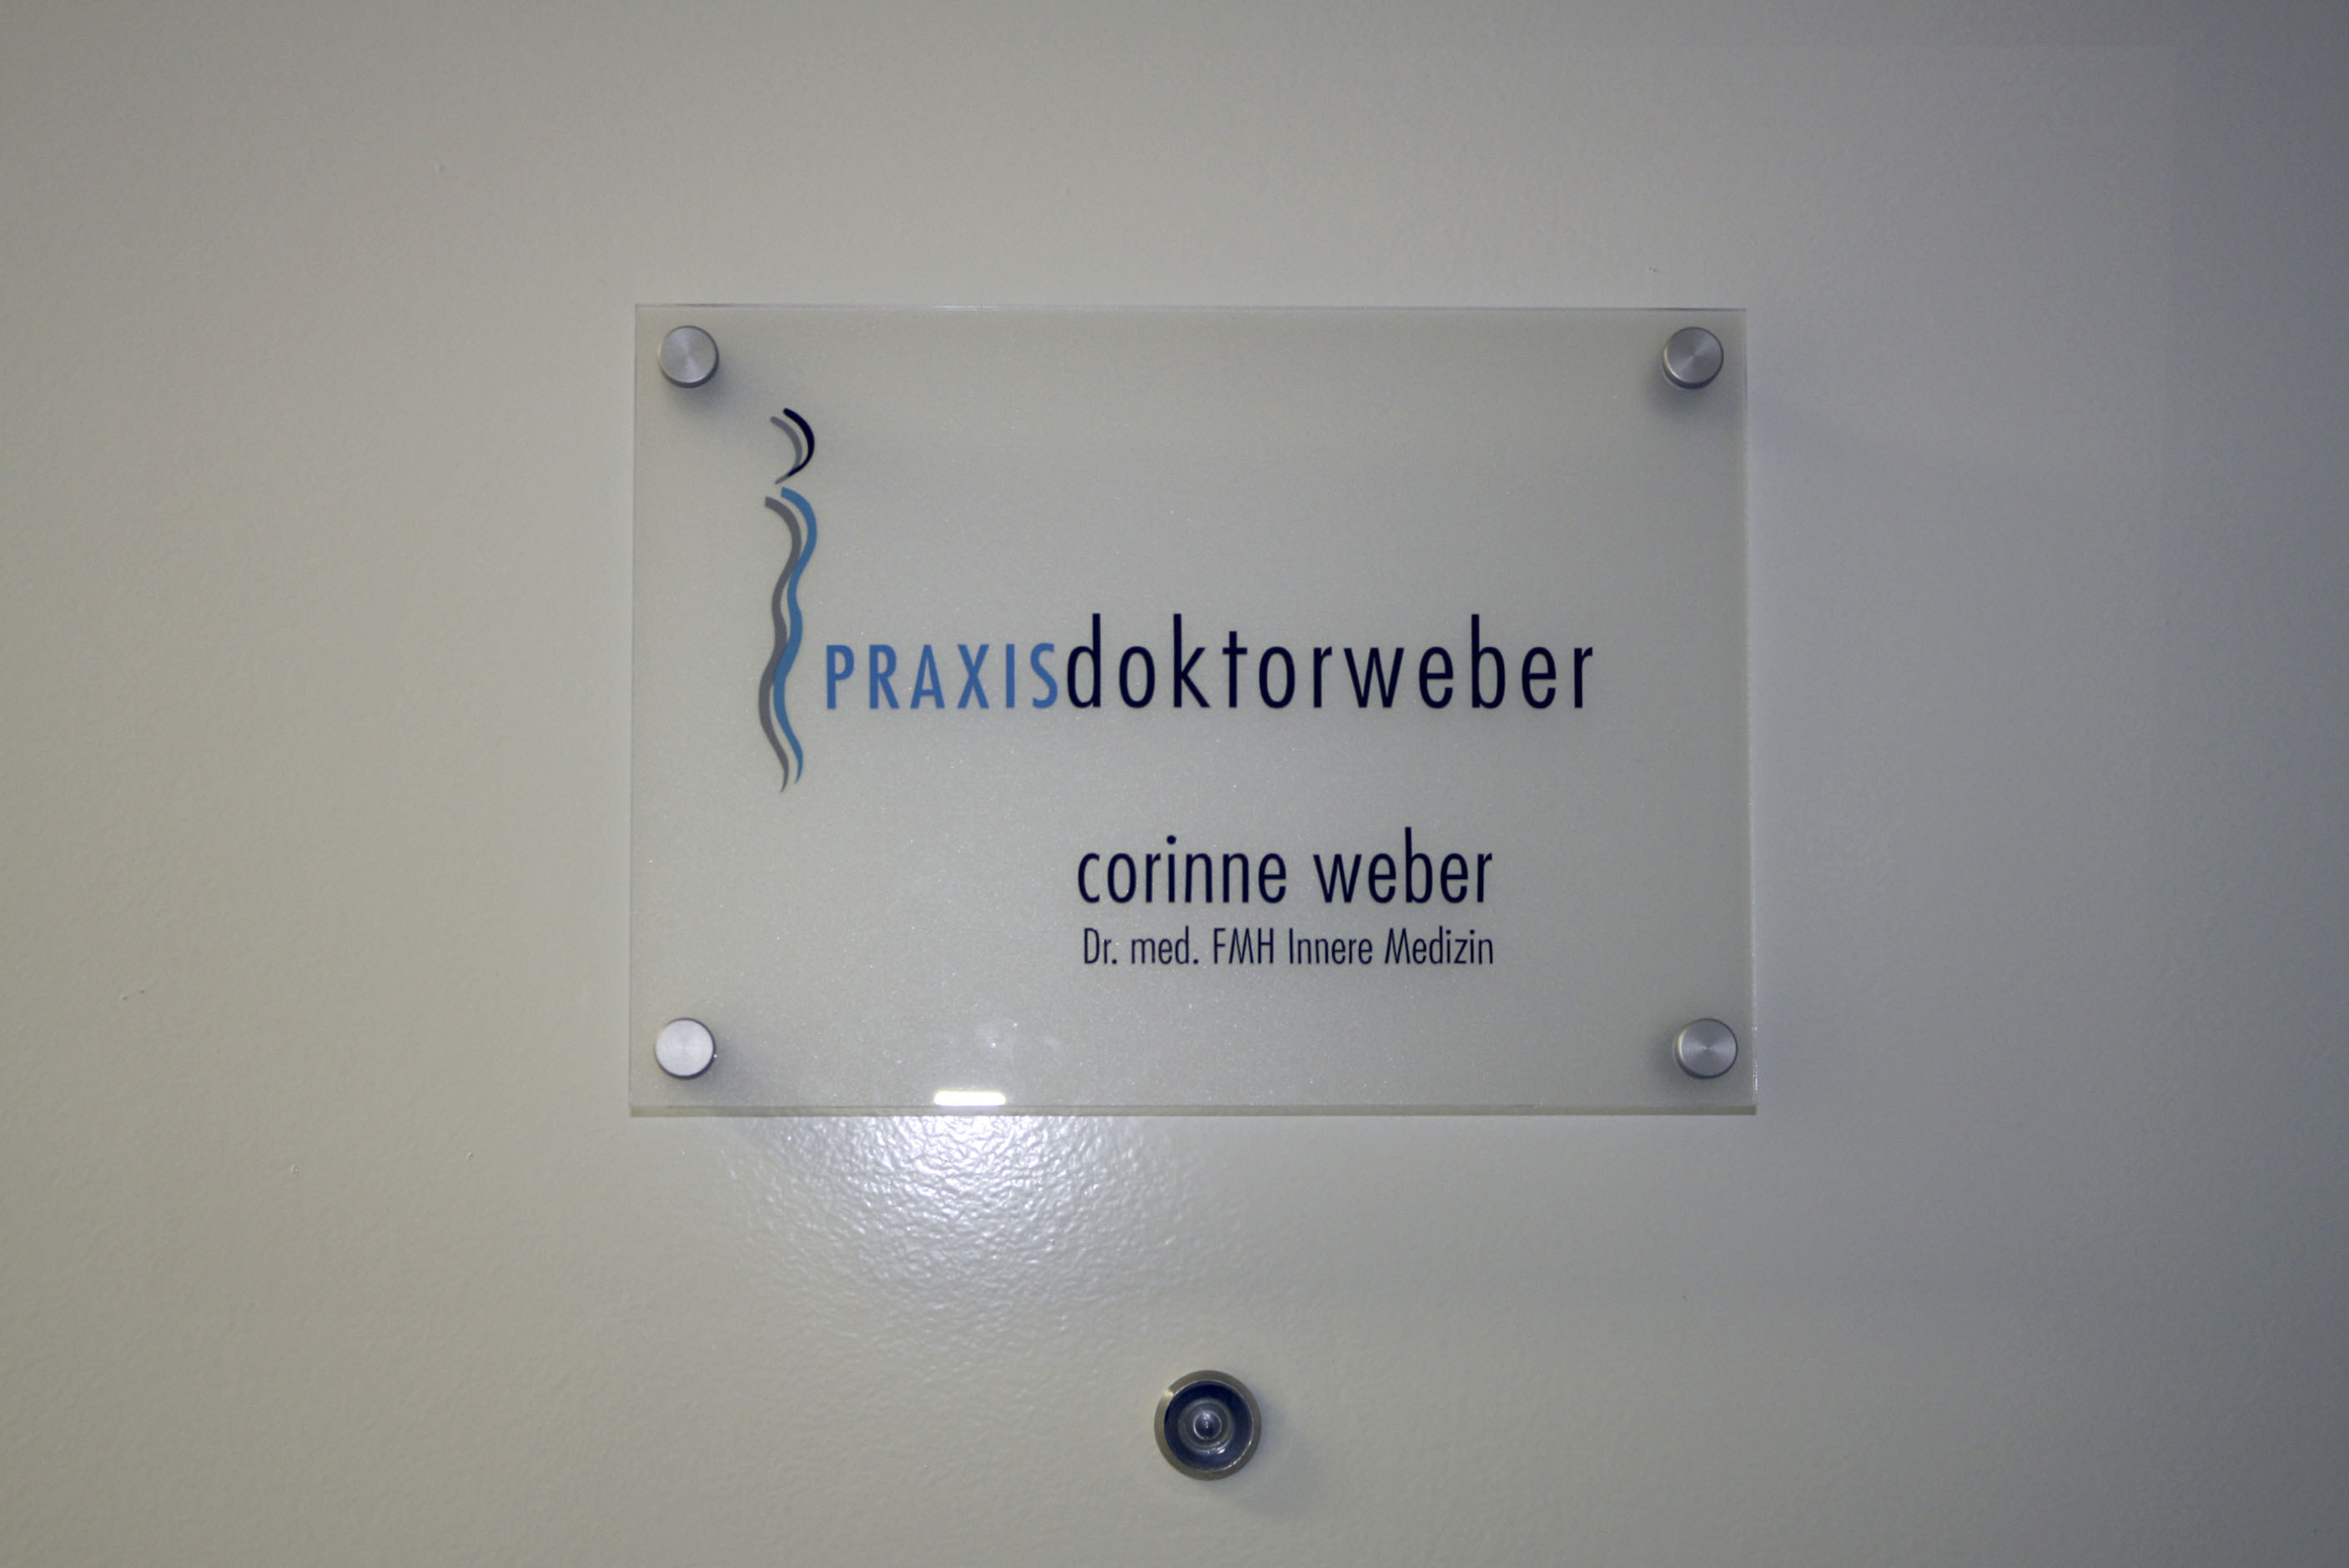 PRAXISdoktorweber
corinne weber
Dr. med. FMH Innere Medizin